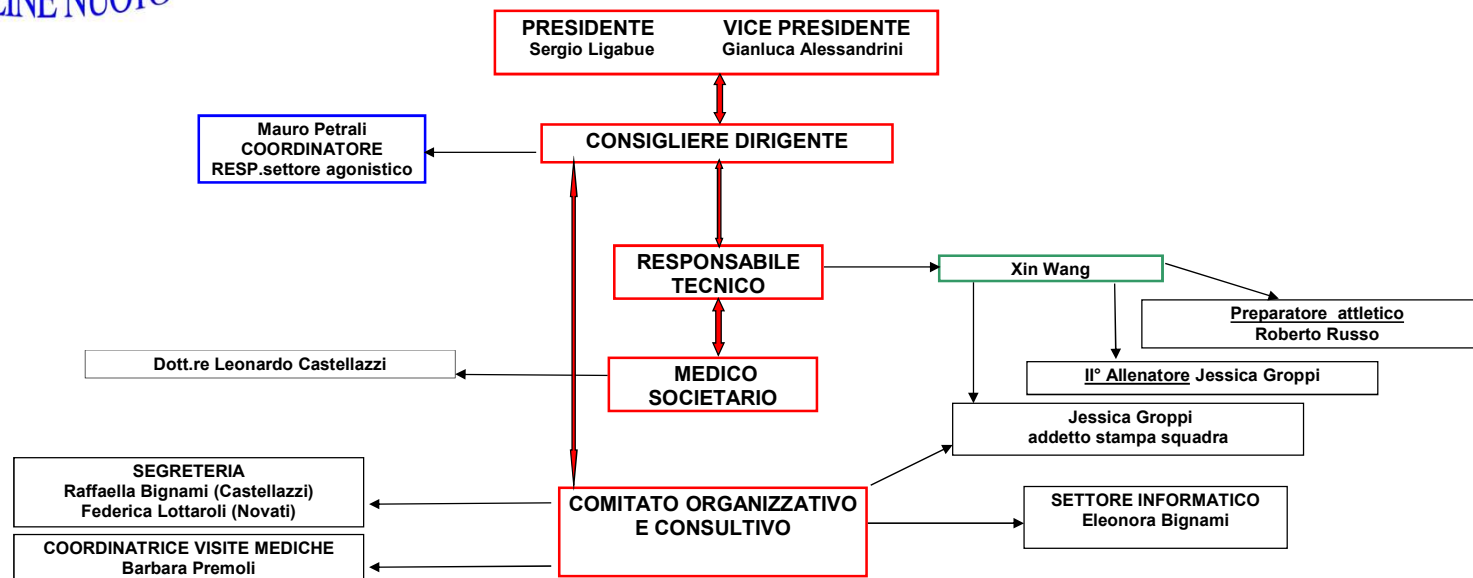 NUOTO
PRESIDENTE VICE PRESIDENTE
Sergio Ligabue Gianluca Alessandrini
Mauro Petrali
COORDINATORE
RESP.settore agonistico
CONSIGLIERE DIRIGENTE
RESPONSABILE
TECNICO
Xin Wang
Preparatore attletico
Roberto Russo
Dott.re Leonardo Castellazzi
MEDICO
SOCIETARIO
II° Allenatore Jessica Groppi
Jessica Groppi
addetto stampa squadra
SEGRETERIA
Raffaella Bignami (Castellazzi)
Federica Lottaroli (Novati)
COMITATO ORGANIZZATIVO
E CONSULTIVO
SETTORE INFORMATICO
Eleonora Bignami
COORDINATRICE VISITE MEDICHE
Barbara Premoli